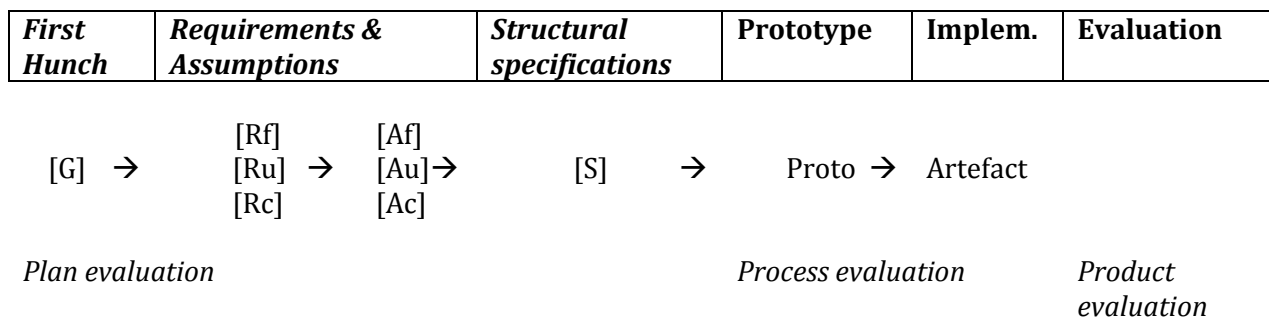 First Hunch Requirements & Assumptions Structural specifications Prototype Implem. Evaluation
[Rf] [Af]
[G] → [Ru] → [Au]→ [S] → Proto → Artefact
[Rc] [Ac]
Plan evaluation Process evaluation Product evaluation